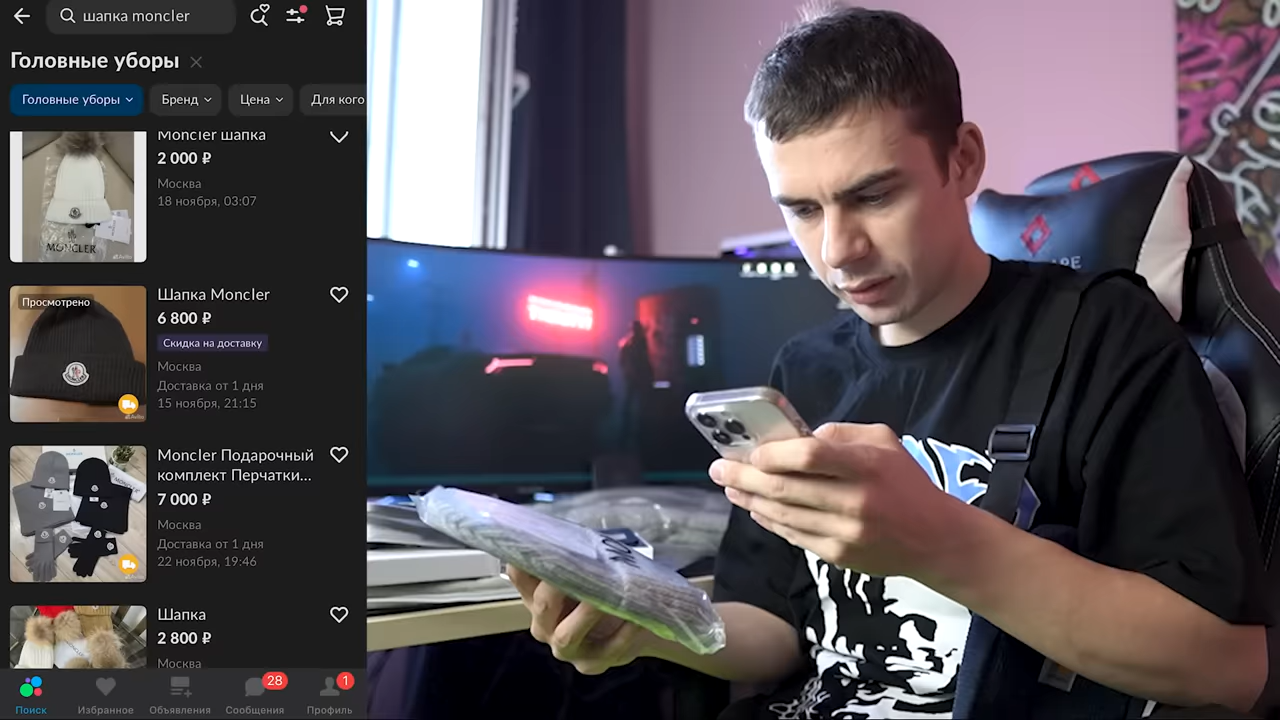 шапка moncler
Головные уборы
Головные уборы
Бренд
Цена
Для кого
Moncler шапка
2 000 ₽
Москва
18 ноября, 03:07
MONCLER
Avito
Просмотрено
Шапка Moncler
6 800 ₽
Скидка на доставку
Москва
Доставка от 1 дня
15 ноября, 21:15
Avito
Moncler Подарочный
комплект Перчатки...
7 000 ₽
Москва
Доставка от 1 дня
22 ноября, 19:46
Шапка
2 800 ₽
Москва
Поиск
Избранное
Объявления
28
Сообщения
1
Профиль